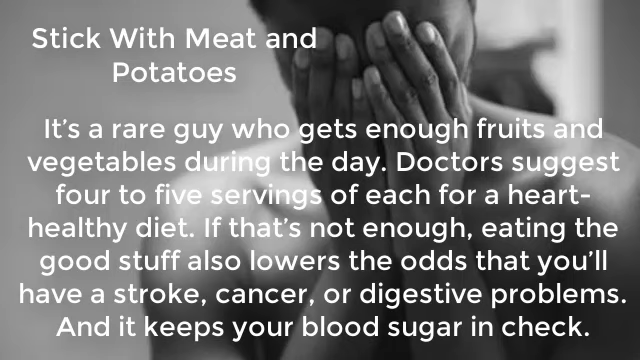 Stick With Meat and
Potatoes
It's a rare guy who gets enough fruits and
vegetables during the day. Doctors suggest
four to five servings of each for a heart-
healthy diet. If that's not enough, eating the
good stuff also lowers the odds that you'll
have a stroke, cancer, or digestive problems.
And it keeps your blood sugar in check.